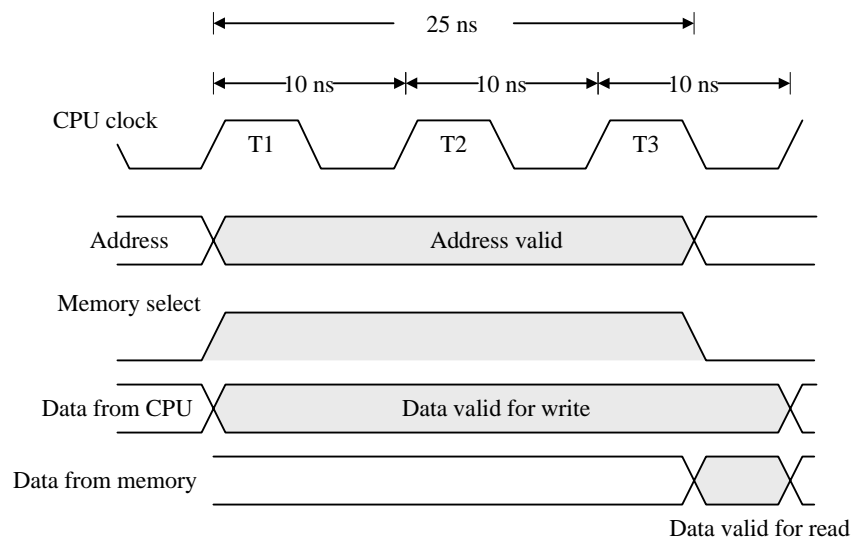 25 ns
10 ns 10 ns 10 ns
CPU clock
T1 T2 T3
Address Address valid
Memory select
Data from CPU Data valid for write
Data from memory
Data valid for read